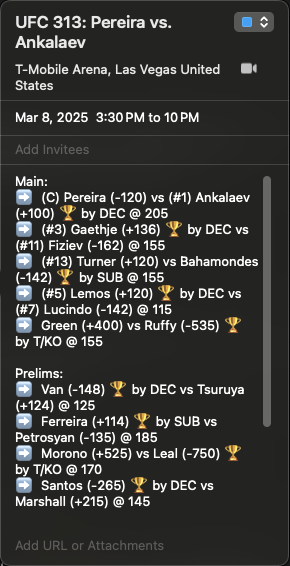 UFC 313: Pereira vs.
Ankalaev
T-Mobile Arena, Las Vegas United
States
Mar 8, 2025 3:30 PM to 10 PM
Add Invitees
Main:
➡️ (C) Pereira (-120) vs (#1) Ankalaev
(+100) 🏆 by DEC @ 205
➡️ (#3) Gaethje (+136) 🏆 by DEC vs
(#11) Fiziev (-162) @ 155
➡️ (#13) Turner (+120) vs Bahamondes
(-142) 🏆 by SUB @ 155
➡️ (#5) Lemos (+120) 🏆 by DEC vs
(#7) Lucindo (-142) @ 115
➡️ Green (+400) vs Ruffy (-535) 🏆
by T/KO @ 155
Prelims:
➡️ Van (-148) 🏆 by DEC vs Tsuruya
(+124) @ 125
➡️ Ferreira (+114) 🏆 by SUB vs
Petrosyan (-135) @ 185
➡️ Morono (+525) vs Leal (-750) 🏆
by T/KO @ 170
➡️ Santos (-265) 🏆 by DEC vs
Marshall (+215) @ 145
Add URL or Attachments